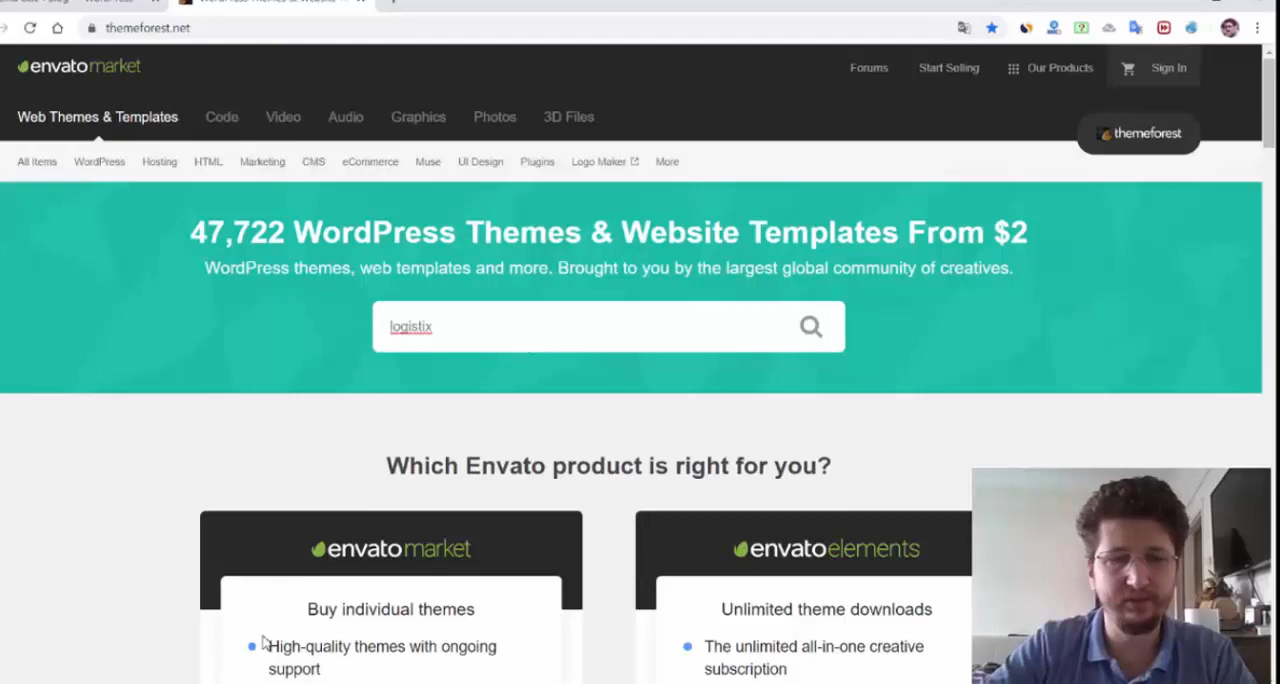 themeforest.net
envatomarket
Forums
Start Selling
Our Products
Sign In
Web Themes & Templates
Code
Video
Audio
Graphics
Photos
3D Files
themeforest
All Items
WordPress
Hosting
HTML
Marketing
CMS
eCommerce
Muse
UI Design
Plugins
Logo Maker
More
47,722 WordPress Themes & Website Templates From $2
WordPress themes, web templates and more. Brought to you by the largest global community of creatives.
logistix
Which Envato product is right for you?
envatomarket
Buy individual themes
High-quality themes with ongoing
support
envatoelements
Unlimited theme downloads
The unlimited all-in-one creative
subscription